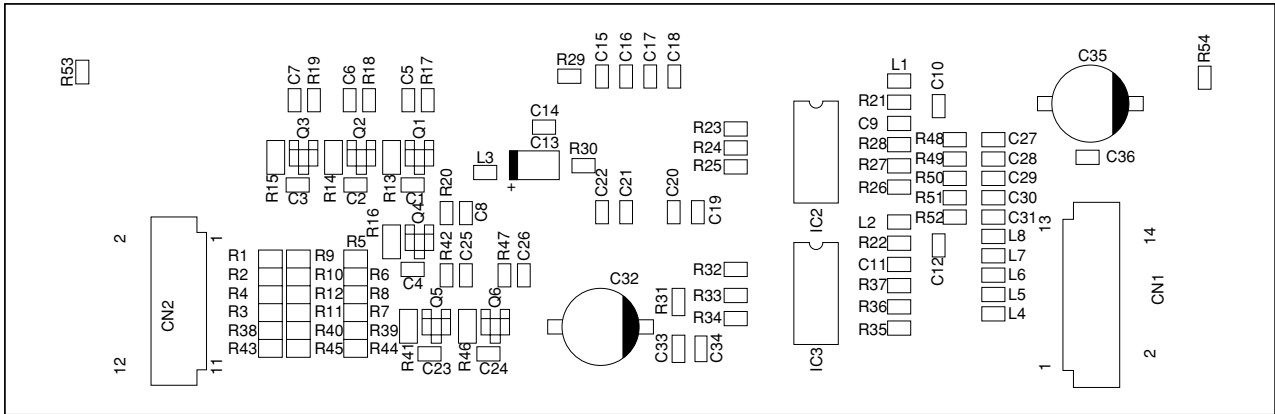 R53
C7
R19
C6
R18
C5
R17
R29
C15
C16
C17
C18
L1
C10
C35
R54
R21
C14
C9
Q3
Q2
Q1
C13
R23
R28
R48
C27
R24
R49
C28
C36
L3
R30
R25
R27
R50
C29
R15
C3
R14
C2
R13
C1
+
R26
R51
C30
R20
C8
C22
C21
C20
C19
IC2
L2
R52
C31
13
R16
Q4
2
1
R5
R22
L8
14
R1
R9
R42
C25
R47
C26
C12
L7
R2
R10
R6
C4
C32
R32
C11
L6
CN1
R4
R12
R8
R31
R33
R37
L5
CN2
R3
R11
R7
Q5
Q6
R34
R36
L4
R38
R40
R39
R35
R43
R45
R44
R41
C23
R46
C24
C33
C34
IC3
12
11
1
2